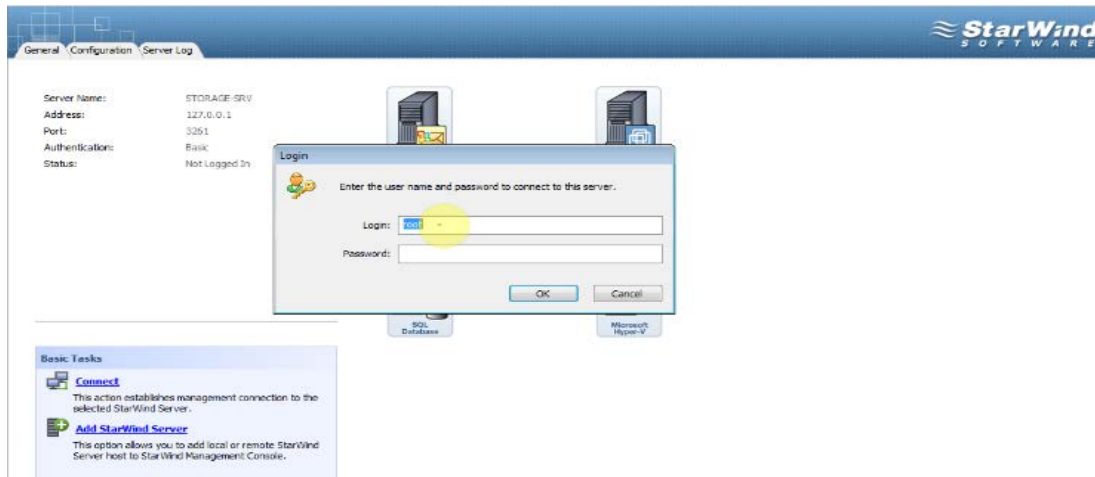 StarWind
SOFTWARE
General Configuration Server Log
Server Name: STORAGE-SRV
Address: 127.0.0.1
Port: 3261
Authentication: Basic
Status: Not Logged In
Login
Enter the user name and password to connect to this server.
Login: root
Password:
OK Cancel
SQL
Database
Microsoft
Hyper-V
Basic Tasks
Connect
This action establishes management connection to the
selected StarWind Server.
Add StarWind Server
This option allows you to add local or remote StarWind
Server host to StarWind Management Console.